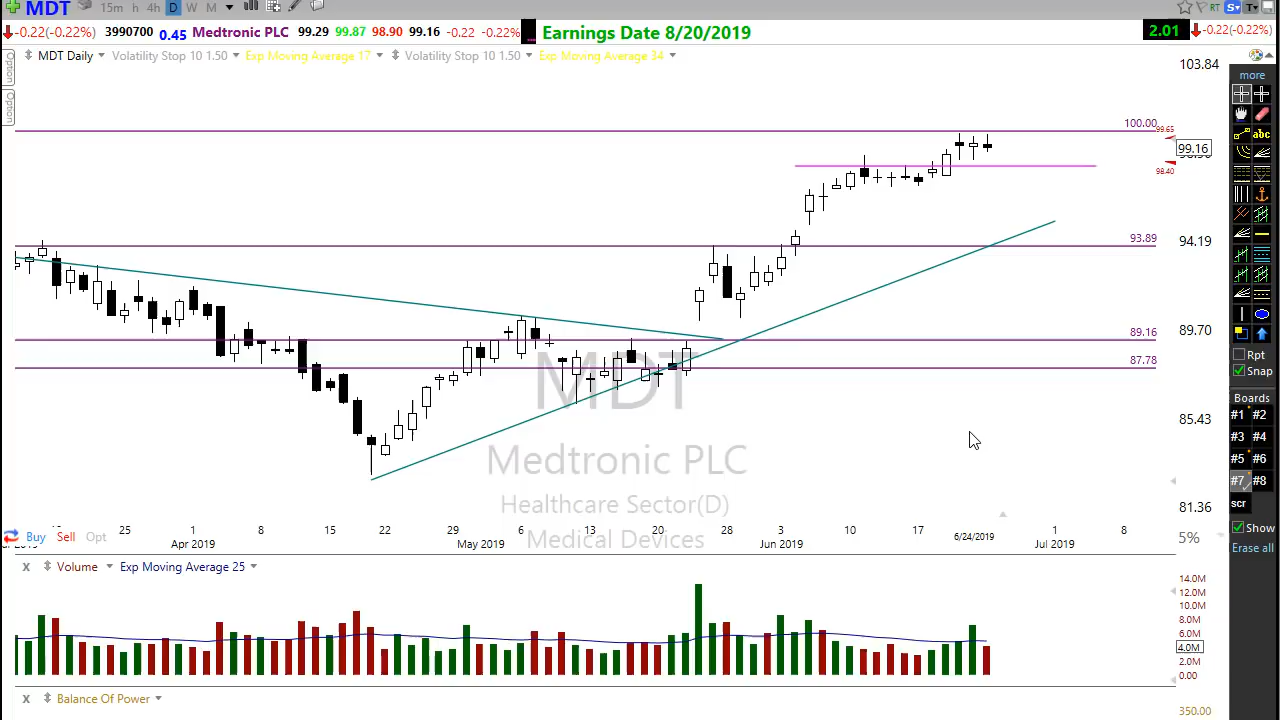 MDT 15m h 4h D W M RT S T
-0.22(-0.22%) 3990700 0.45 Medtronic PLC 99.29 99.87 98.90 99.16 -0.22 -0.22% Earnings Date 8/20/2019 2.01 -0.22(-0.22%)
Option
Option
MDT Daily Volatility Stop 10 1.50 Exp Moving Average 17 Volatility Stop 10 1.50 Exp Moving Average 34
103.84
100.00
99.65
99.16
98.40
94.19
93.89
89.70
89.16
87.78
85.43
81.36
5%
MDT
Medtronic PLC
Healthcare Sector(D)
Medical Devices
25 1 8 15 22 29 6 13 20 28 3 10 17 6/24/2019 1 8
Apr 2019 May 2019 Jun 2019 Jul 2019
Buy Sell Opt
x Volume Exp Moving Average 25
14.0M
12.0M
10.0M
8.0M
6.0M
4.0M
2.0M
0.00
x Balance Of Power
350.00
more
abc
Rpt
Snap
Boards
#1 #2
#3 #4
#5 #6
#7 #8
scr
Show
Erase all